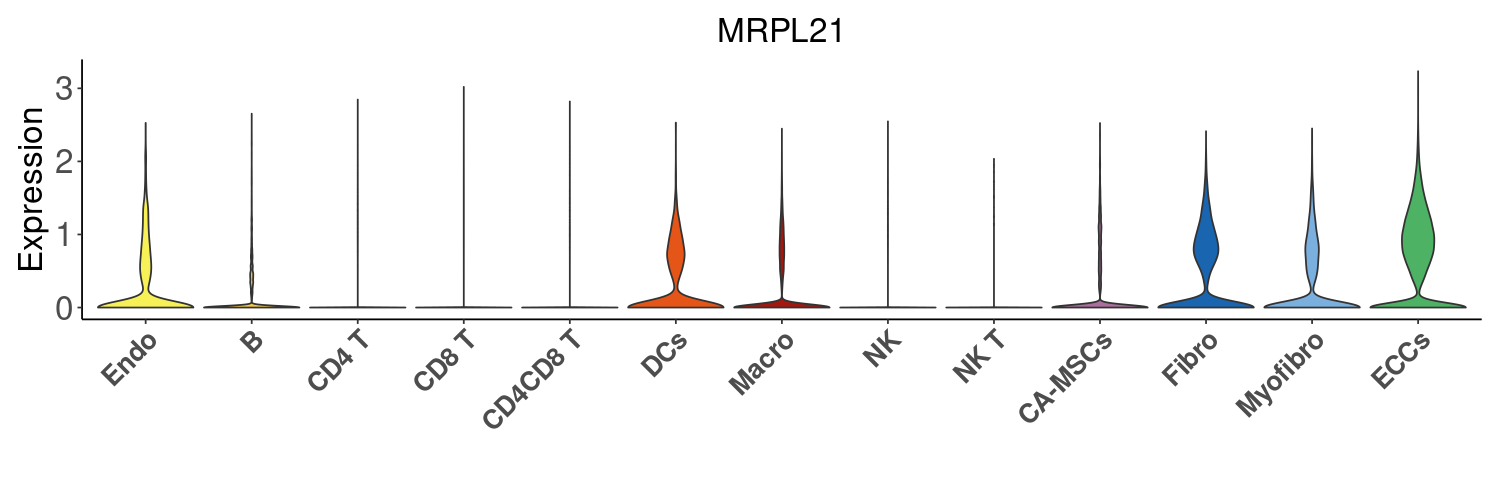 MRPL21
Expression
3
2
1
0
Endo
B
CD4 T
CD8 T
CD4CD8 T
DCs
Macro
NK
NK T
CA-MSCs
Fibro
Myofibro
ECCs